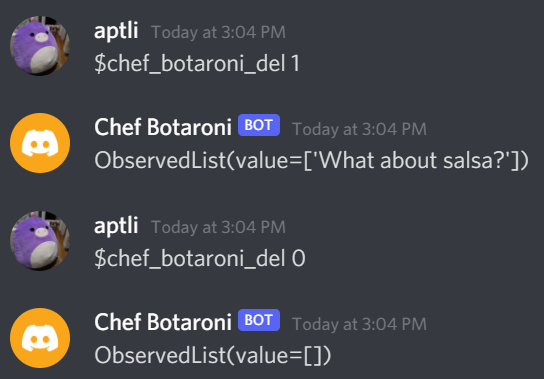 aptli Today at 3:04 PM
$chef_botaroni_del 1
Chef Botaroni BOT Today at 3:04 PM
ObservedList(value=['What about salsa?'])
aptli Today at 3:04 PM
$chef_botaroni_del 0
Chef Botaroni BOT Today at 3:04 PM
ObservedList(value=[])